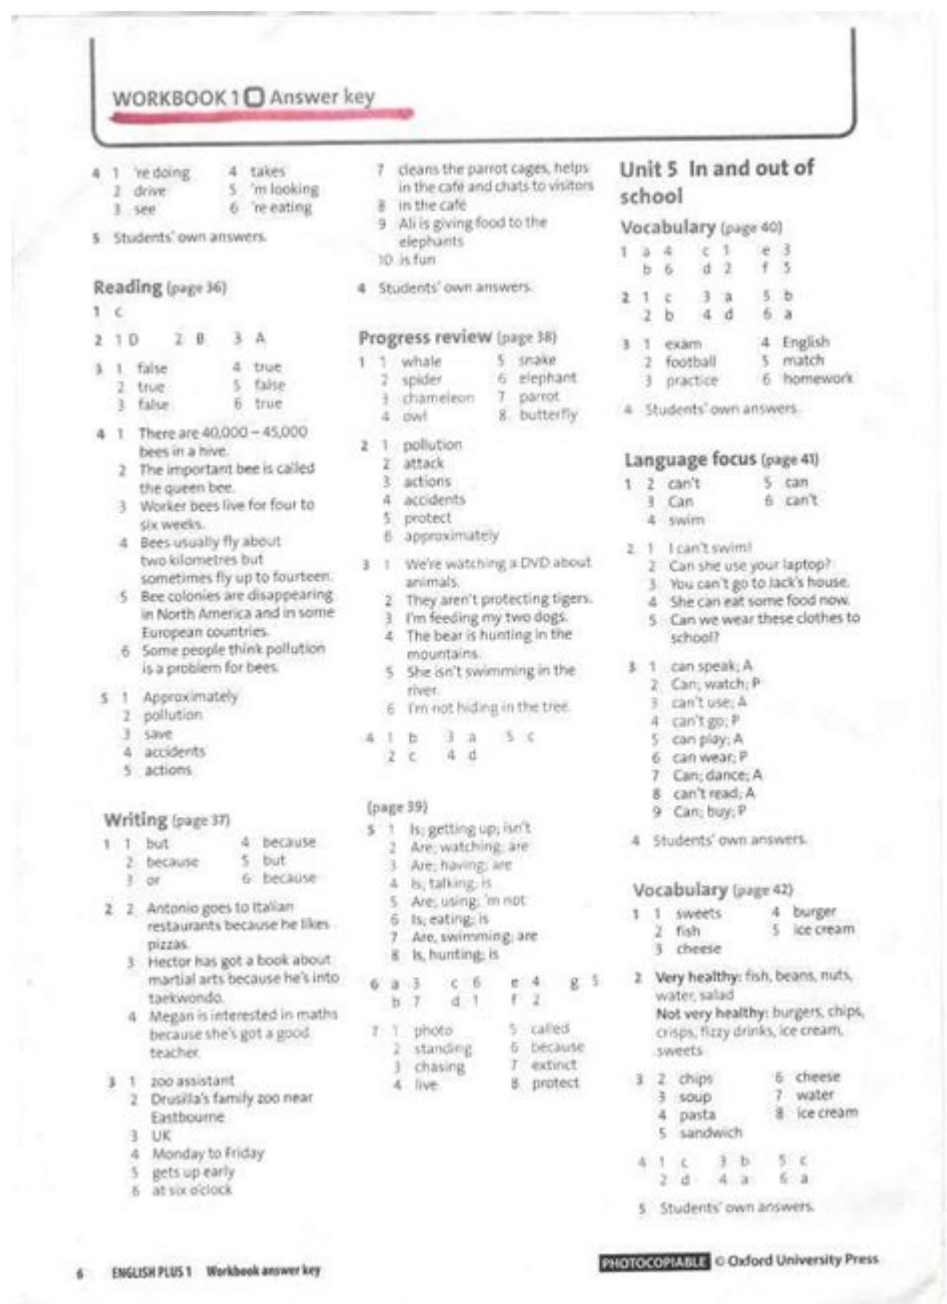 WORKBOOK 1 Answer key
4 1 're doing 4 takes
2 drive 5 'm looking
3 see 6 're eating
5 Students' own answers.
Reading (page 36)
1 c
2 1 D 2 B 3 A
3 1 false 4 true
2 true 5 false
3 false 6 true
4 1 There are 40,000 – 45,000
bees in a hive.
2 The important bee is called
the queen bee.
3 Worker bees live for four to
six weeks.
4 Bees usually fly about
two kilometres but
sometimes fly up to fourteen.
5 Bee colonies are disappearing
in North America and in some
European countries.
6 Some people think pollution
is a problem for bees.
5 1 Approximately
2 pollution
3 save
4 accidents
5 actions
Writing (page 37)
1 1 but 4 because
2 because 5 but
3 or 6 because
2 2 Antonio goes to Italian
restaurants because he likes
pizzas.
3 Hector has got a book about
martial arts because he's into
taekwondo.
4 Megan is interested in maths
because she's got a good
teacher.
3 1 zoo assistant
2 Drusilla's family zoo near
Eastbourne
3 UK
4 Monday to Friday
5 gets up early
6 at six o'clock
7 cleans the parrot cages, helps
in the café and chats to visitors
8 in the café
9 Ali is giving food to the
elephants
10 is fun
4 Students' own answers.
Progress review (page 38)
1 1 whale 5 snake
2 spider 6 elephant
3 chameleon 7 parrot
4 owl 8 butterfly
2 1 pollution
2 attack
3 actions
4 accidents
5 protect
6 approximately
3 1 We're watching a DVD about
animals.
2 They aren't protecting tigers.
3 I'm feeding my two dogs.
4 The bear is hunting in the
mountains.
5 She isn't swimming in the
river.
6 I'm not hiding in the tree.
4 1 b 3 a 5 c
2 c 4 d
(page 39)
5 1 Is; getting up; isn't
2 Are; watching; are
3 Are; having; are
4 Is; talking; is
5 Are; using; 'm not
6 Is; eating; is
7 Are, swimming; are
8 Is, hunting; is
6 a 3 c 6 e 4 g 5
b 7 d 1 f 2
7 1 photo 5 called
2 standing 6 because
3 chasing 7 extinct
4 live 8 protect
Unit 5 In and out of
school
Vocabulary (page 40)
1 a 4 c 1 e 3
b 6 d 2 f 5
2 1 c 3 a 5 b
2 b 4 d 6 a
3 1 exam 4 English
2 football 5 match
3 practice 6 homework
4 Students' own answers.
Language focus (page 41)
1 2 can't 5 can
3 Can 6 can't
4 swim
2 1 I can't swim!
2 Can she use your laptop?
3 You can't go to Jack's house.
4 She can eat some food now.
5 Can we wear these clothes to
school?
3 1 can speak; A
2 Can; watch; P
3 can't use; A
4 can't go; P
5 can play; A
6 can wear; P
7 Can; dance; A
8 can't read; A
9 Can; buy; P
4 Students' own answers.
Vocabulary (page 42)
1 1 sweets 4 burger
2 fish 5 ice cream
3 cheese
2 Very healthy: fish, beans, nuts,
water, salad
Not very healthy: burgers, chips,
crisps, fizzy drinks, ice cream,
sweets
3 2 chips 6 cheese
3 soup 7 water
4 pasta 8 ice cream
5 sandwich
4 1 c 3 b 5 c
2 d 4 a 6 a
5 Students' own answers.
6 ENGLISH PLUS 1 Workbook answer key
PHOTOCOPIABLE © Oxford University Press